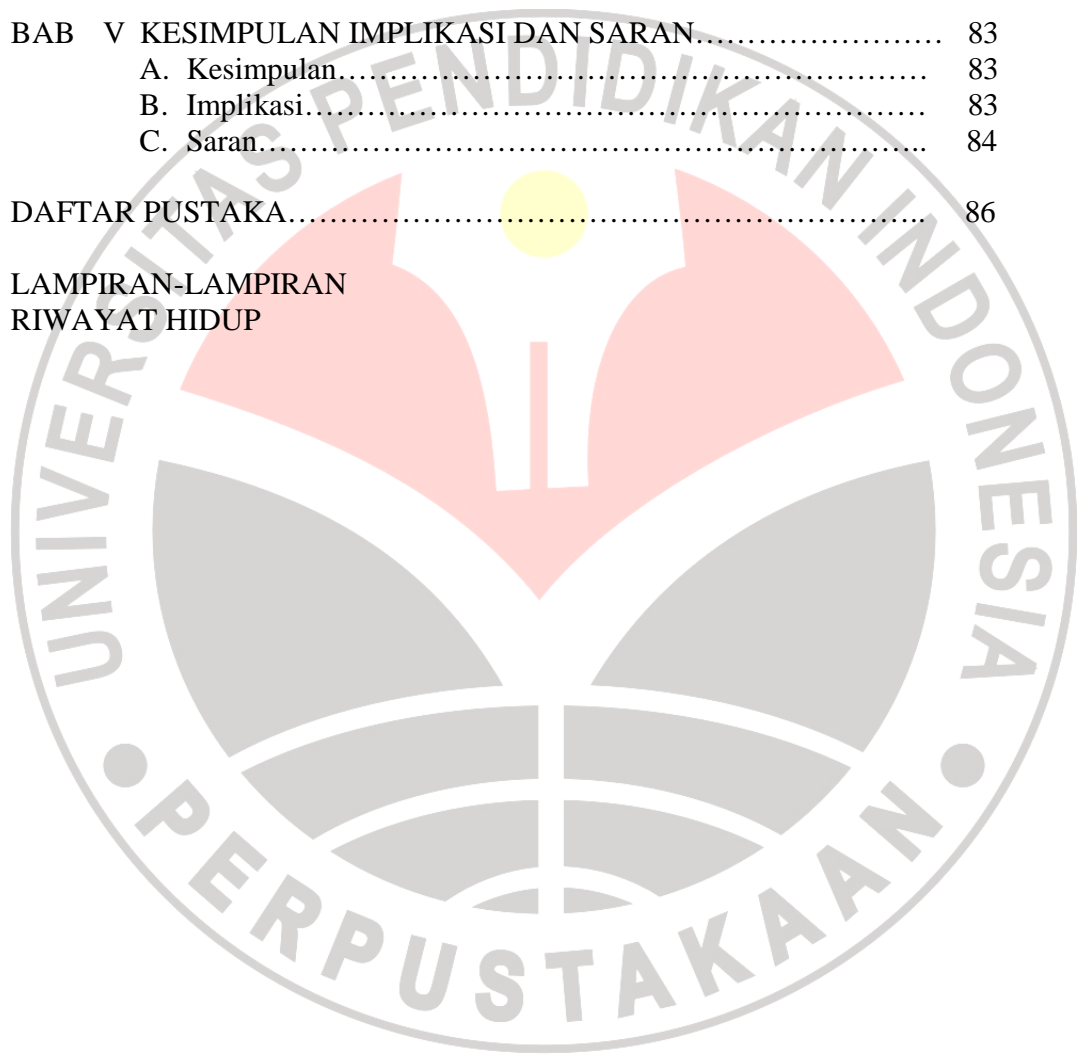 BAB V KESIMPULAN IMPLIKASI DAN SARAN…………………… 83
A. Kesimpulan………………………………………………… 83
B. Implikasi…………………………………………………… 83
C. Saran……………………………………………………….. 84
DAFTAR PUSTAKA…………………………………………………….. 86
LAMPIRAN-LAMPIRAN
RIWAYAT HIDUP
UNIVERSITAS PENDIDIKAN INDONESIA
PERPUSTAKAAN